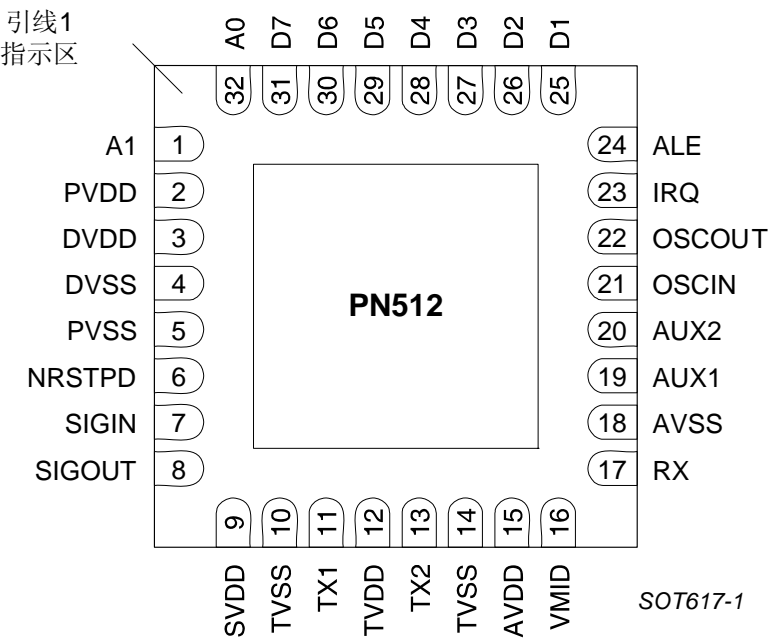 引线1
指示区
A0
D7
D6
D5
D4
D3
D2
D1
32
31
30
29
28
27
26
25
A1 1
PVDD 2
DVDD 3
DVSS 4
PVSS 5
NRSTPD 6
SIGIN 7
SIGOUT 8
PN512
24 ALE
23 IRQ
22 OSCOUT
21 OSCIN
20 AUX2
19 AUX1
18 AVSS
17 RX
9
10
11
12
13
14
15
16
SVDD
TVSS
TX1
TVDD
TX2
TVSS
AVDD
VMID
SOT617-1